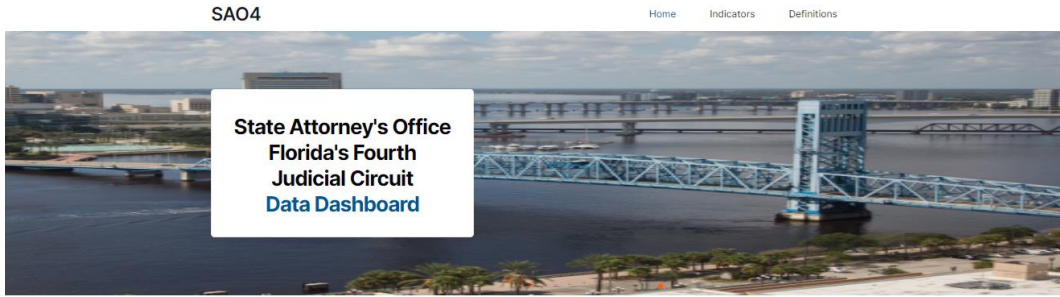 SAO4
Home Indicators Definitions
State Attorney's Office
Florida's Fourth
Judicial Circuit
Data Dashboard